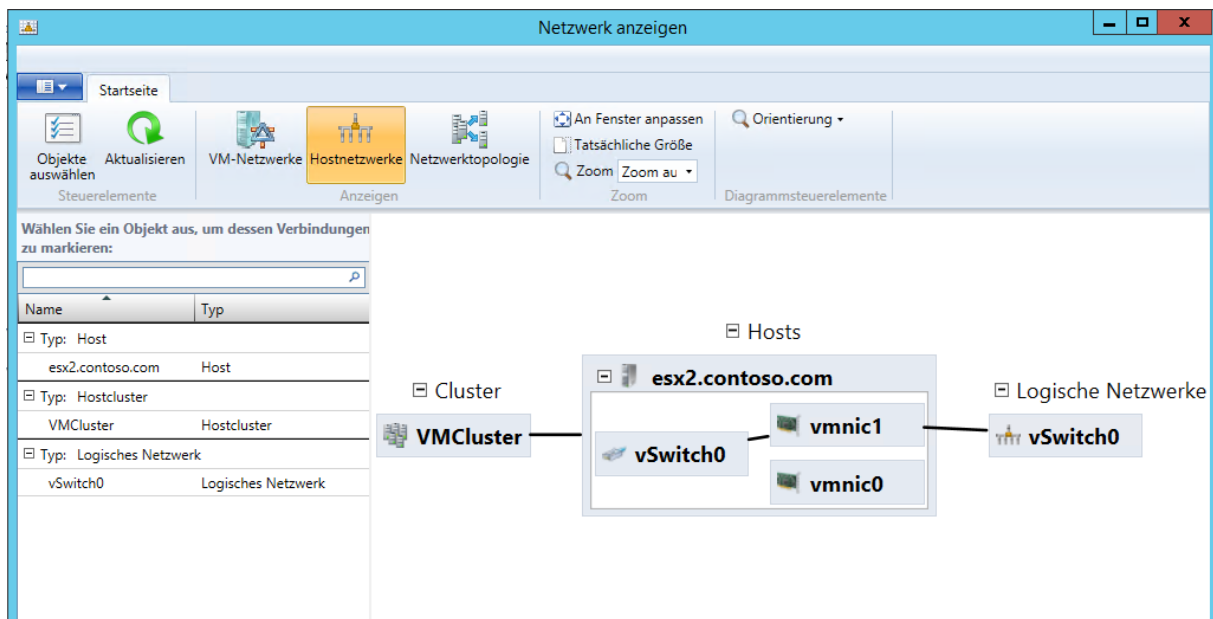 Netzwerk anzeigen
Startseite
Objekte auswählen
Aktualisieren
VM-Netzwerke
Hostnetzwerke
Netzwerktopologie
An Fenster anpassen
Tatsächliche Größe
Zoom
Zoom au
Orientierung
Steuerelemente
Anzeigen
Zoom
Diagrammsteuerelemente
Wählen Sie ein Objekt aus, um dessen Verbindungen
zu markieren:
Name Typ
Typ: Host
esx2.contoso.com Host
Typ: Hostcluster
VMCluster Hostcluster
Typ: Logisches Netzwerk
vSwitch0 Logisches Netzwerk
Cluster
VMCluster
Hosts
esx2.contoso.com
vSwitch0
vmnic1
vmnic0
Logische Netzwerke
vSwitch0